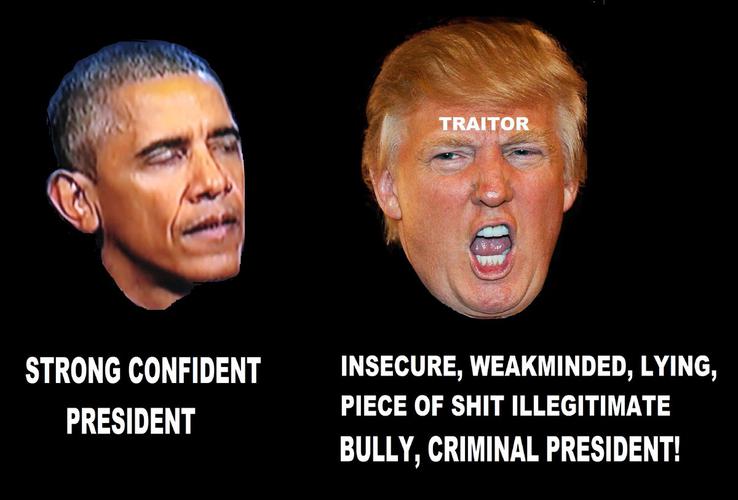 TRAITOR
STRONG CONFIDENT
PRESIDENT
INSECURE, WEAKMINDED, LYING,
PIECE OF SHIT ILLEGITIMATE
BULLY, CRIMINAL PRESIDENT!